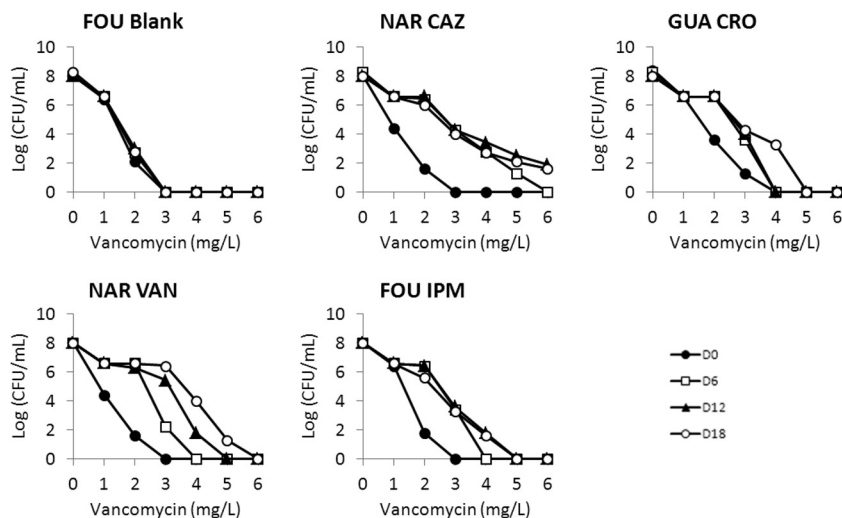 FOU Blank
Log (CFU/mL)
10
8
6
4
2
0
0 1 2 3 4 5 6
Vancomycin (mg/L)
NAR CAZ
Log (CFU/mL)
10
8
6
4
2
0
0 1 2 3 4 5 6
Vancomycin (mg/L)
GUA CRO
Log (CFU/mL)
10
8
6
4
2
0
0 1 2 3 4 5 6
Vancomycin (mg/L)
NAR VAN
Log (CFU/mL)
10
8
6
4
2
0
0 1 2 3 4 5 6
Vancomycin (mg/L)
FOU IPM
Log (CFU/mL)
10
8
6
4
2
0
0 1 2 3 4 5 6
Vancomycin (mg/L)
D0
D6
D12
D18